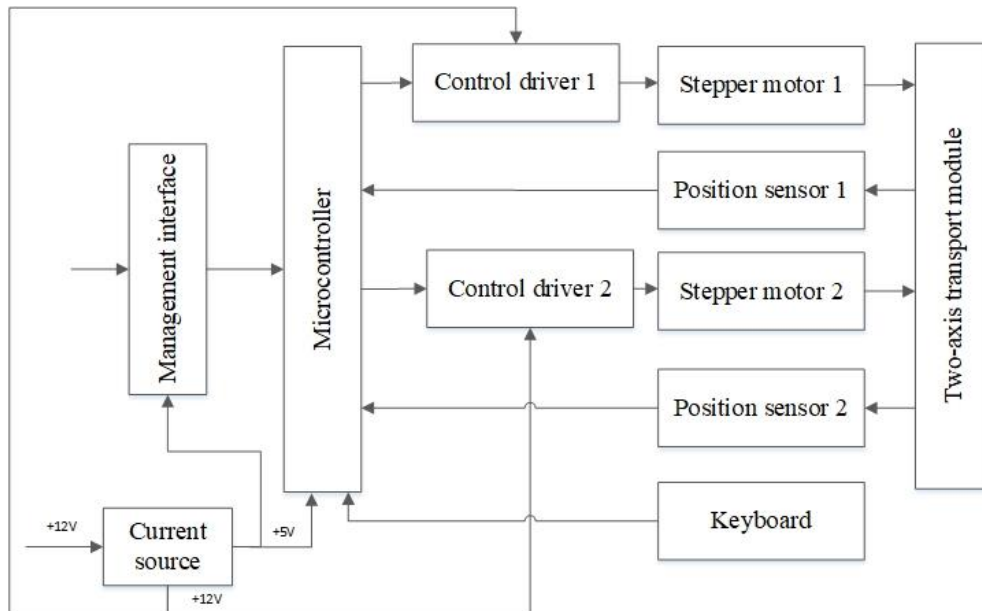 Control driver 1
Stepper motor 1
Position sensor 1
Management interface
Microcontroller
Two-axis transport module
Control driver 2
Stepper motor 2
Position sensor 2
Keyboard
+12V
Current
source
+5V
+12V